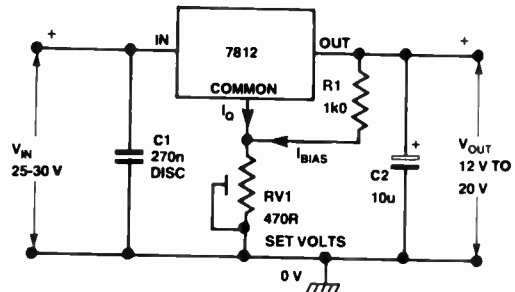 +
IN
7812
OUT
+
COMMON
R1
1k0
IQ
IBIAS
VIN
25-30 V
C1
270n
DISC
+
C2
10u
VOUT
12 V TO
20 V
RV1
470R
SET VOLTS
0 V